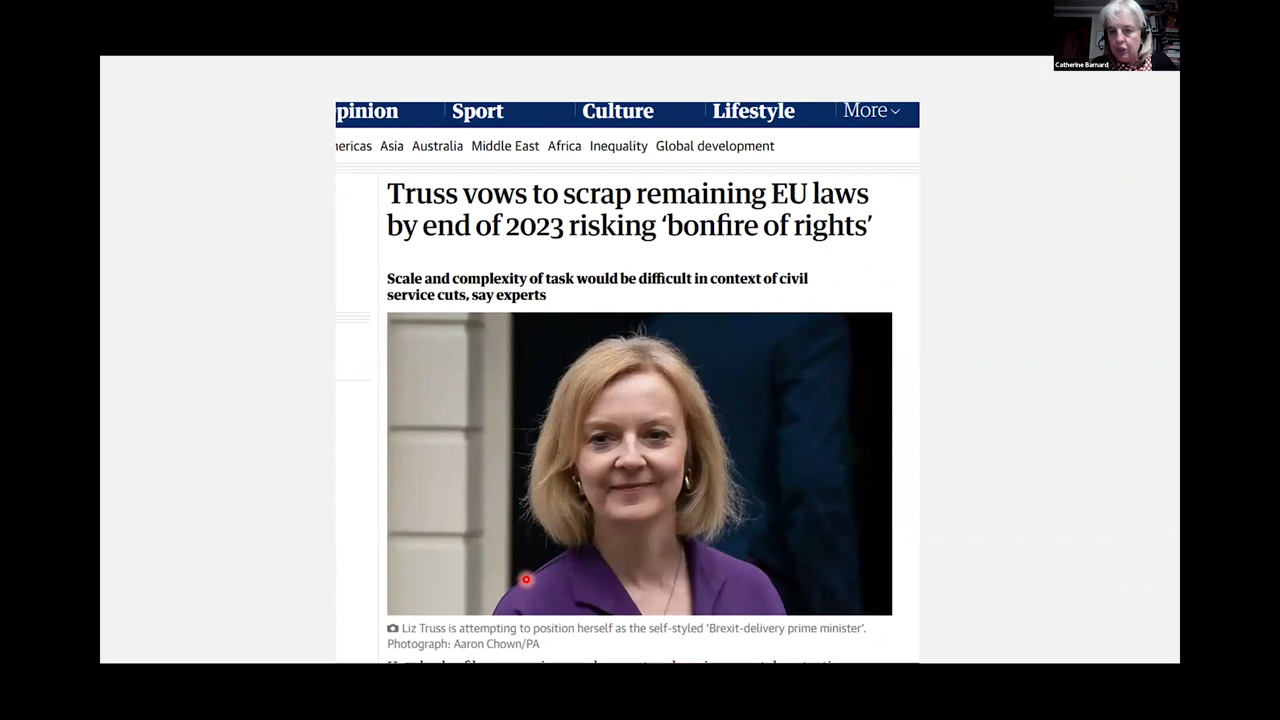 Catherine Barnard
pinion Sport Culture Lifestyle More
ericas Asia Australia Middle East Africa Inequality Global development
Truss vows to scrap remaining EU laws
by end of 2023 risking ‘bonfire of rights’
Scale and complexity of task would be difficult in context of civil
service cuts, say experts
Liz Truss is attempting to position herself as the self-styled 'Brexit-delivery prime minister'.
Photograph: Aaron Chown/PA